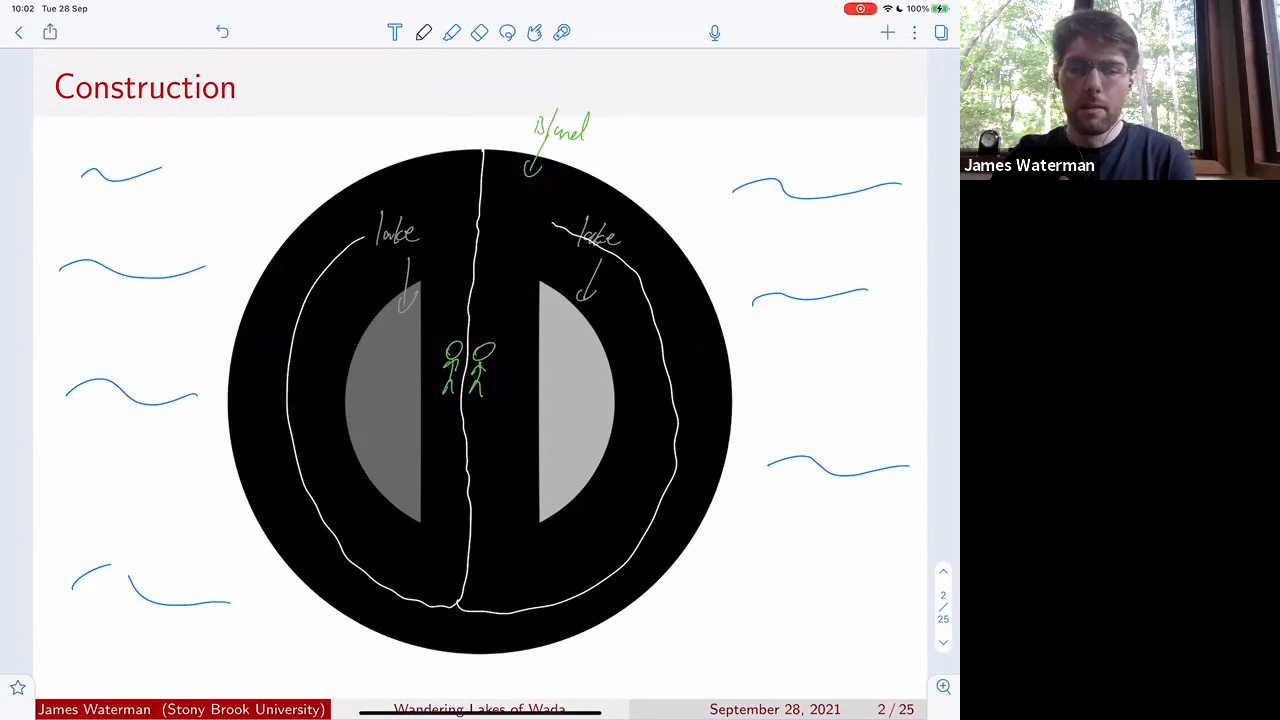 10:02 Tue 28 Sep
100%
Construction
James Waterman
lake
lake
2
/
25
James Waterman (Stony Brook University)
Wandering Lakes of Wada
September 28, 2021
2 / 25